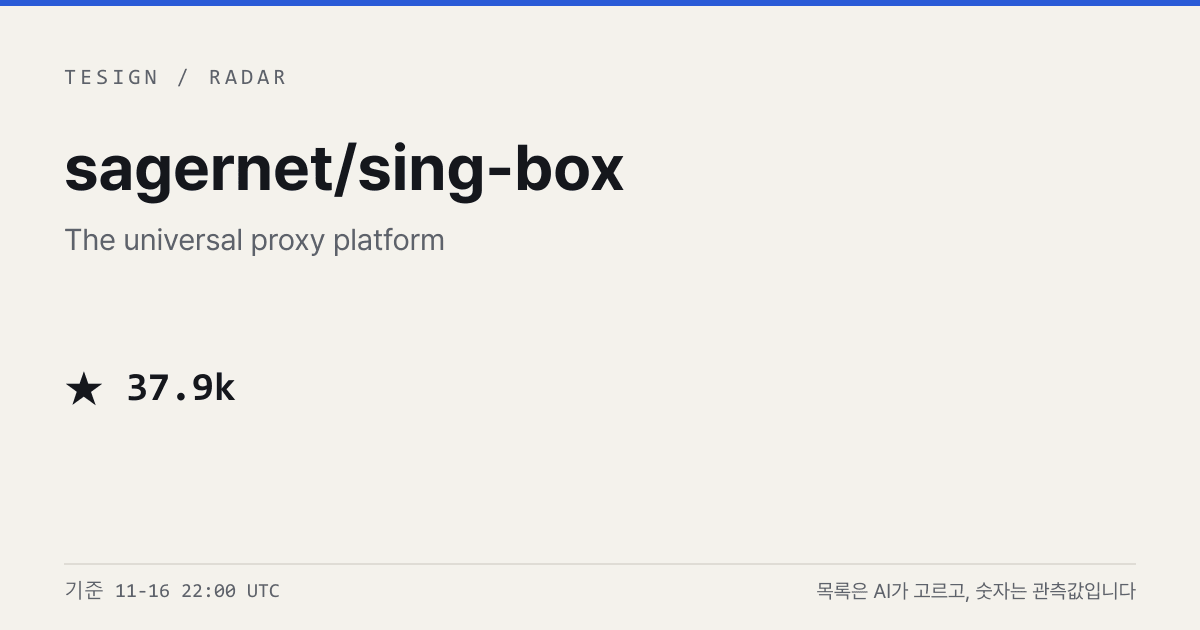 TESIGN / RADAR
sagernet/sing-box
The universal proxy platform
★ 37.9k
기준 11-16 22:00 UTC
목록은 AI가 고르고, 숫자는 관측값입니다